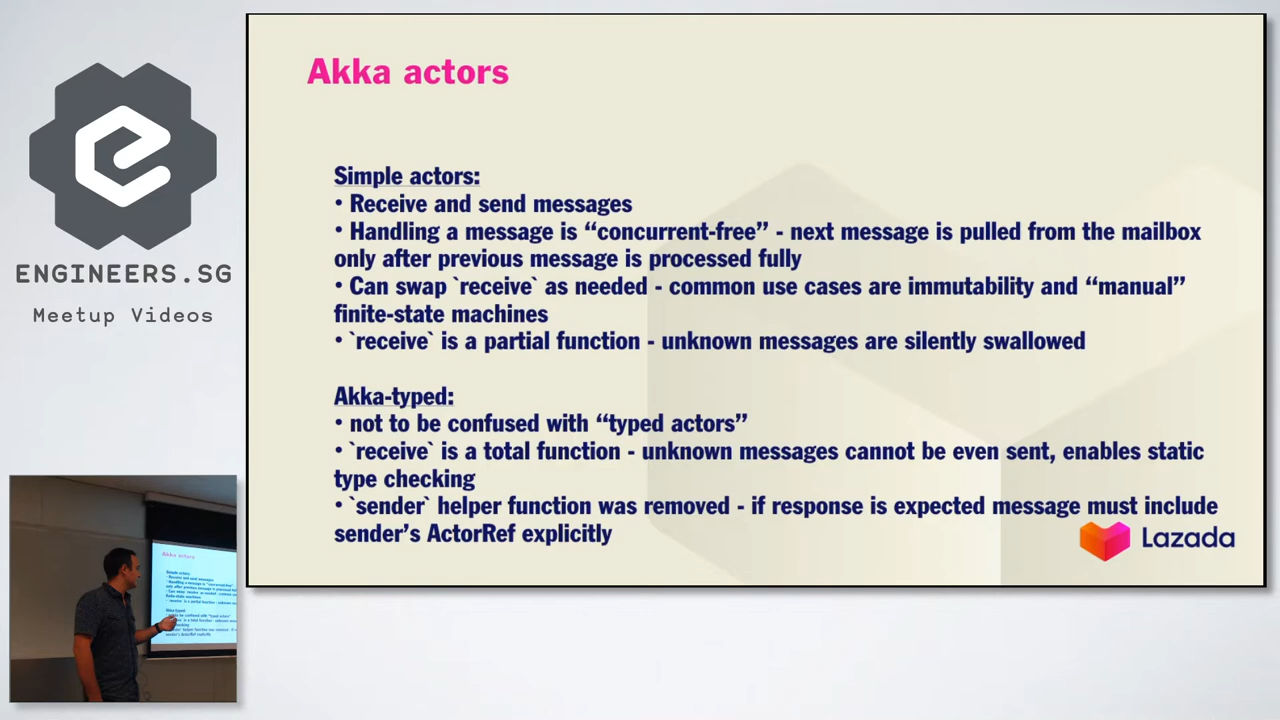 ENGINEERS.SG
Meetup Videos
Akka actors
Simple actors:
• Receive and send messages
• Handling a message is “concurrent-free” - next message is pulled from the mailbox
only after previous message is processed fully
• Can swap `receive` as needed - common use cases are immutability and “manual”
finite-state machines
• `receive` is a partial function - unknown messages are silently swallowed
Akka-typed:
• not to be confused with “typed actors”
• `receive` is a total function - unknown messages cannot be even sent, enables static
type checking
• `sender` helper function was removed - if response is expected message must include
sender’s ActorRef explicitly
Lazada
Akka actors
Simple actors: